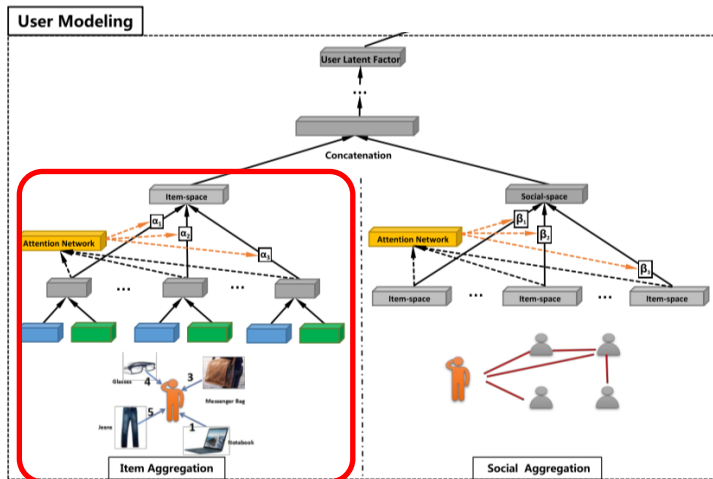 User Modeling
User Latent Factor
...
Concatenation
Item-space
Social-space
α1
α2
α3
Attention Network
β1
β2
β3
Attention Network
... ...
Item-space ... Item-space ... Item-space
Glasses
4
3
Messenger Bag
Jeans
5
1
Notebook
Item Aggregation
Social Aggregation